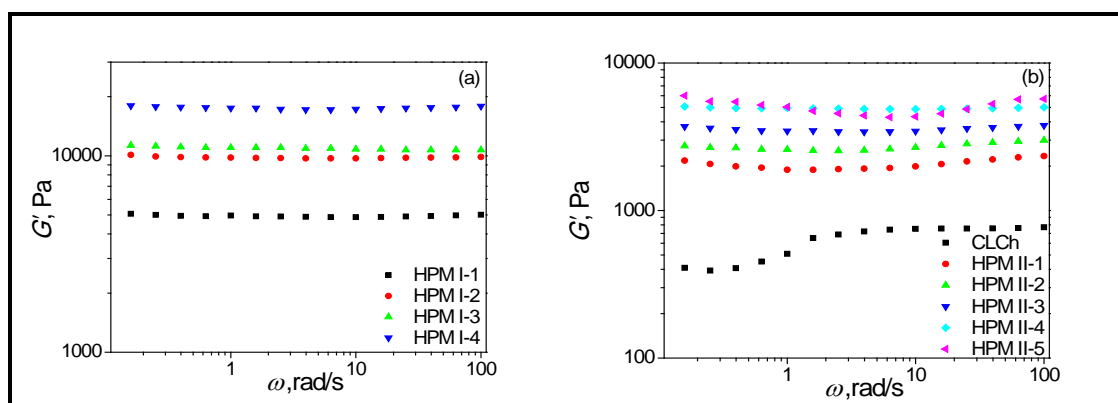 (a)
10000
1000
G′, Pa
1
10
100
ω,rad/s
HPM I-1
HPM I-2
HPM I-3
HPM I-4
(b)
10000
1000
100
G′, Pa
1
10
100
ω,rad/s
CLCh
HPM II-1
HPM II-2
HPM II-3
HPM II-4
HPM II-5